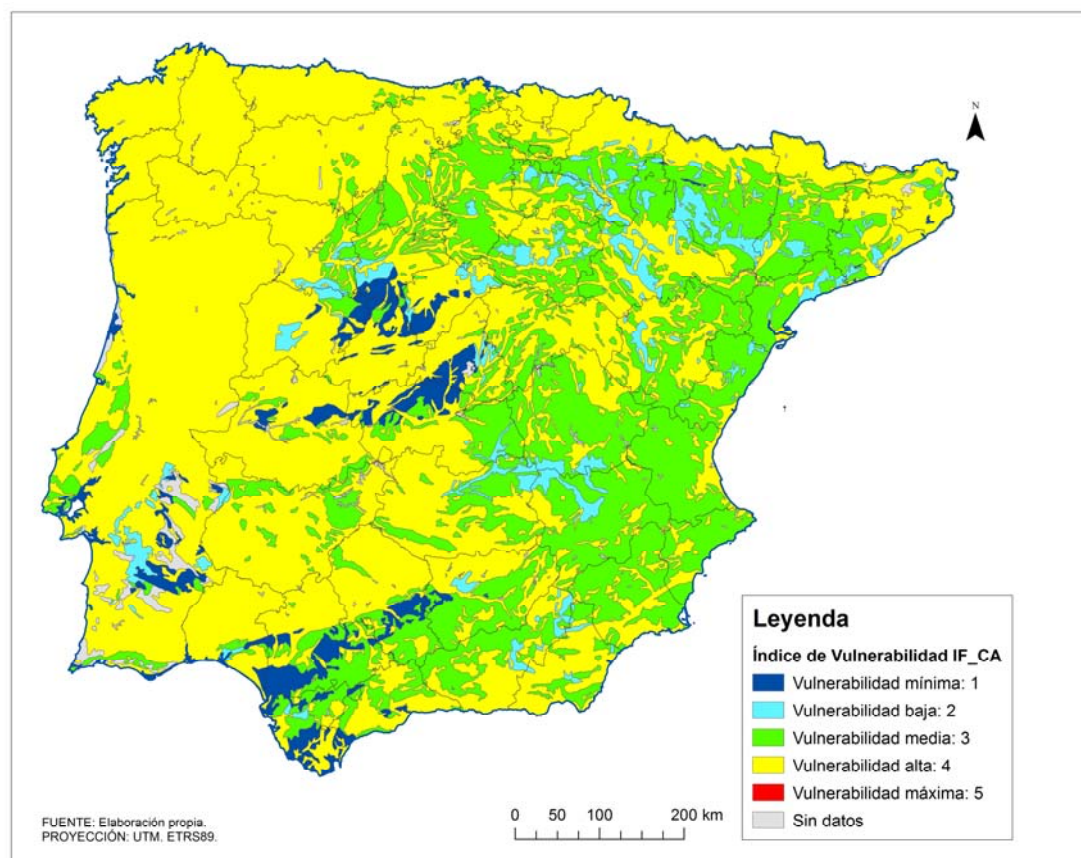 N
Leyenda
Índice de Vulnerabilidad IF_CA
Vulnerabilidad mínima: 1
Vulnerabilidad baja: 2
Vulnerabilidad media: 3
Vulnerabilidad alta: 4
Vulnerabilidad máxima: 5
Sin datos
FUENTE: Elaboración propia.
PROYECCIÓN: UTM. ETRS89.
0 50 100 200 km